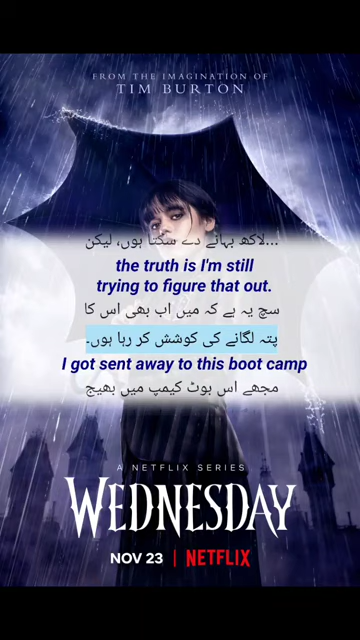 FROM THE IMAGINATION OF
TIM BURTON
...لاکھ بہانے دے سکتا ہوں، لیکن
the truth is I'm still
trying to figure that out.
سچ یہ ہے کہ میں اب بھی اس کا
پتہ لگانے کی کوشش کر رہا ہوں۔
I got sent away to this boot camp
مجھے اس بوٹ کیمپ میں بھیج
A NETFLIX SERIES
WEDNESDAY
NOV 23 | NETFLIX